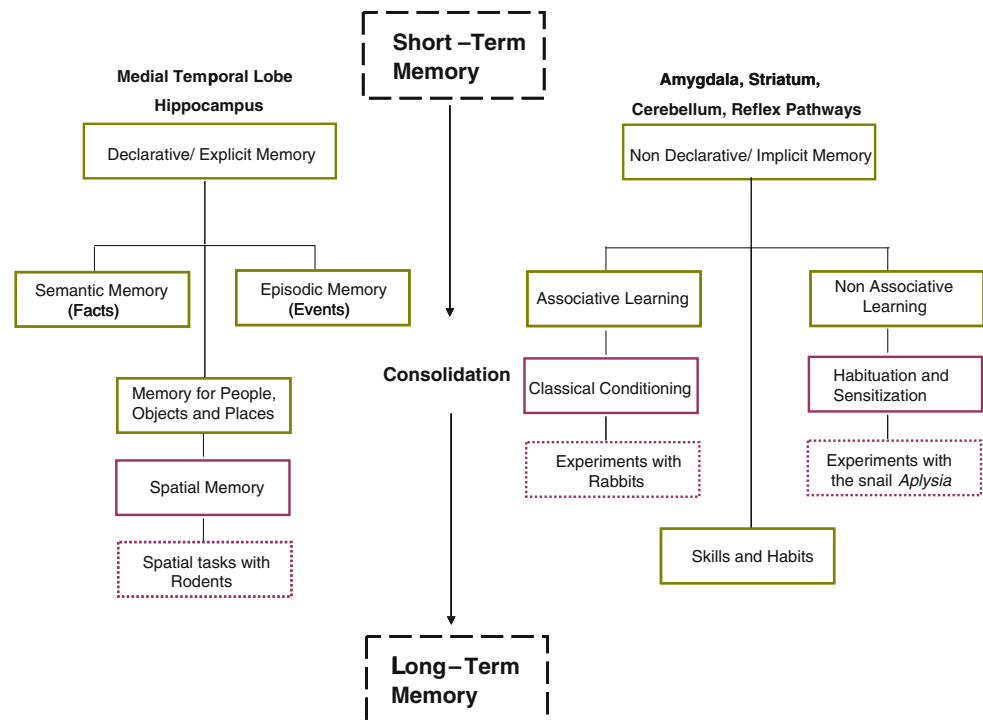 Short –Term
Memory
Medial Temporal Lobe
Hippocampus
Declarative/ Explicit Memory
Semantic Memory
(Facts)
Episodic Memory
(Events)
Memory for People,
Objects and Places
Spatial Memory
Spatial tasks with
Rodents
Consolidation
Long–Term
Memory
Amygdala, Striatum,
Cerebellum, Reflex Pathways
Non Declarative/ Implicit Memory
Associative Learning
Classical Conditioning
Experiments with
Rabbits
Non Associative
Learning
Habituation and
Sensitization
Experiments with
the snail Aplysia
Skills and Habits